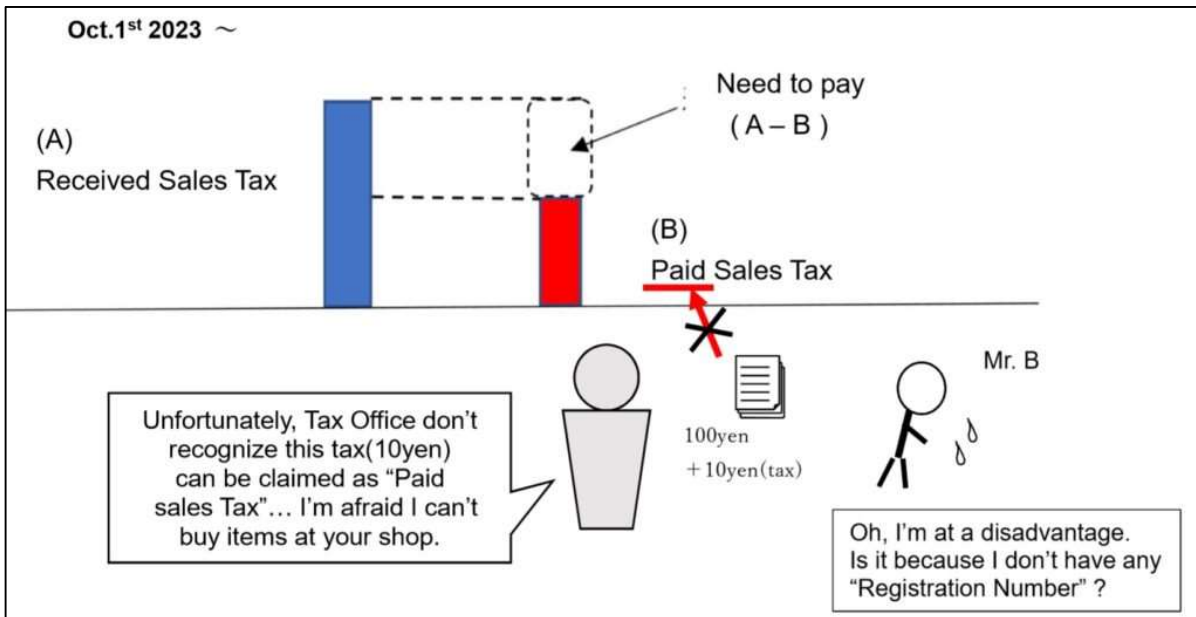 Oct.1st 2023 ～
Need to pay
( A – B )
(A)
Received Sales Tax
(B)
Paid Sales Tax
Mr. B
Unfortunately, Tax Office don’t
recognize this tax(10yen)
can be claimed as “Paid
sales Tax”… I’m afraid I can’t
buy items at your shop.
100yen
＋10yen(tax)
Oh, I’m at a disadvantage.
Is it because I don’t have any
“Registration Number” ?